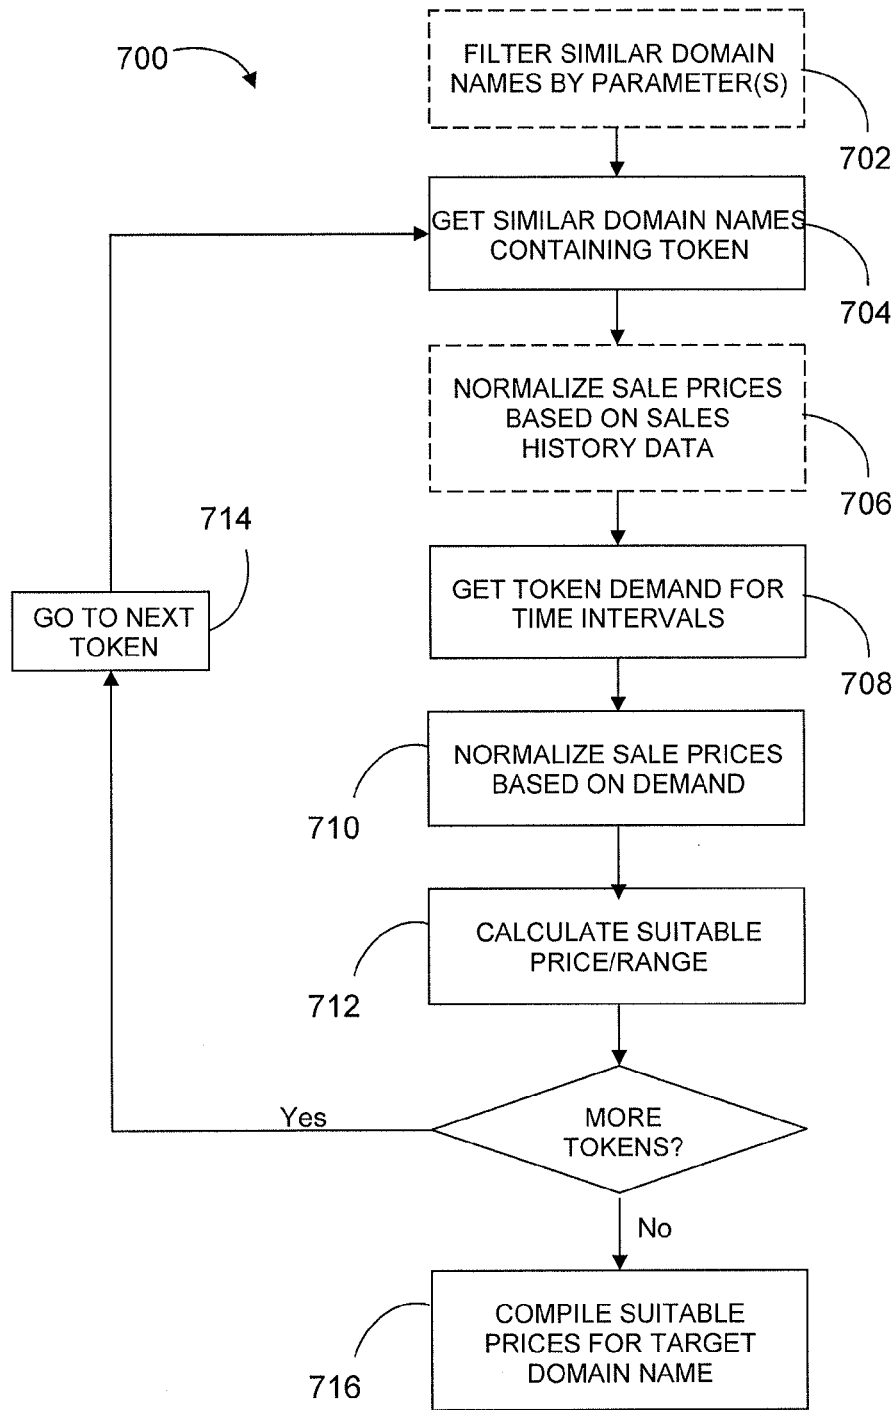 700
FILTER SIMILAR DOMAIN
NAMES BY PARAMETER(S)
702
GET SIMILAR DOMAIN NAMES
CONTAINING TOKEN
704
NORMALIZE SALE PRICES
BASED ON SALES
HISTORY DATA
706
714
GO TO NEXT
TOKEN
GET TOKEN DEMAND FOR
TIME INTERVALS
708
NORMALIZE SALE PRICES
BASED ON DEMAND
710
CALCULATE SUITABLE
PRICE/RANGE
712
Yes
MORE
TOKENS?
No
COMPILE SUITABLE
PRICES FOR TARGET
DOMAIN NAME
716